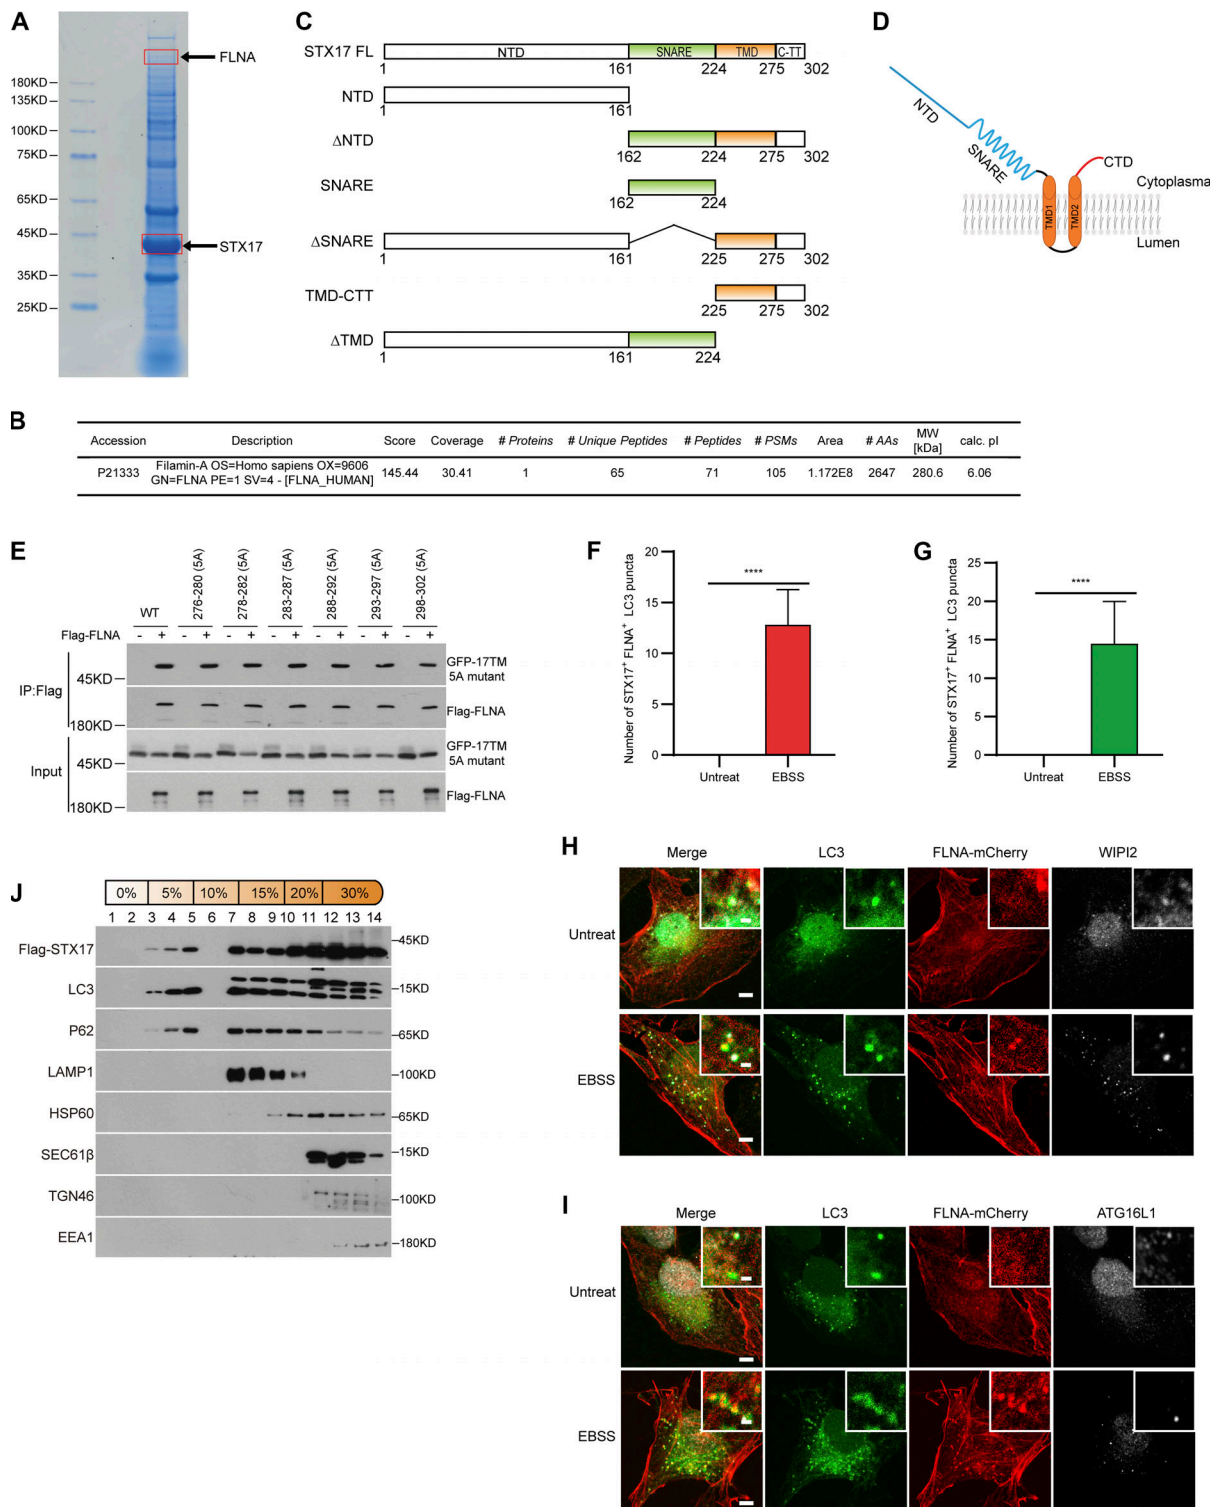 A
FLNA
180KD
135KD
100KD
75KD
65KD
45KD
STX17
35KD
25KD
C
STX17 FL NTD SNARE TMD C-TT
1 161 224 275 302
NTD
1 161
ΔNTD
162 224 275 302
SNARE
162 224
ΔSNARE
1 161 225 275 302
TMD-CTT
225 275 302
ΔTMD
1 161 224
D
NTD
SNARE
CTD
Cytoplasma
TMD1
TMD2
Lumen
B
Accession Description Score Coverage # Proteins # Unique Peptides # Peptides # PSMs Area # AAs MW [kDa] calc. pI
P21333 Filamin-A OS=Homo sapiens OX=9606 GN=FLNA PE=1 SV=4 - [FLNA_HUMAN] 145.44 30.41 1 65 71 105 1.172E8 2647 280.6 6.06
E
WT 276-280 (5A) 278-282 (5A) 283-287 (5A) 288-292 (5A) 293-297 (5A) 298-302 (5A)
Flag-FLNA - + - + - + - + - + - + - +
IP:Flag
45KD
GFP-17TM
5A mutant
180KD
Flag-FLNA
Input
45KD
GFP-17TM
5A mutant
180KD
Flag-FLNA
F
Number of STX17⁺ FLNA⁺ LC3 puncta
20
15
10
5
0
****
Untreat EBSS
G
Number of STX17⁺ FLNA⁺ LC3 puncta
25
20
15
10
5
0
****
Untreat EBSS
H
Merge LC3 FLNA-mCherry WIPI2
Untreat
EBSS
J
0% 5% 10% 15% 20% 30%
1 2 3 4 5 6 7 8 9 10 11 12 13 14
Flag-STX17 45KD
LC3 15KD
P62 65KD
LAMP1 100KD
HSP60 65KD
SEC61β 15KD
TGN46 100KD
EEA1 180KD
I
Merge LC3 FLNA-mCherry ATG16L1
Untreat
EBSS